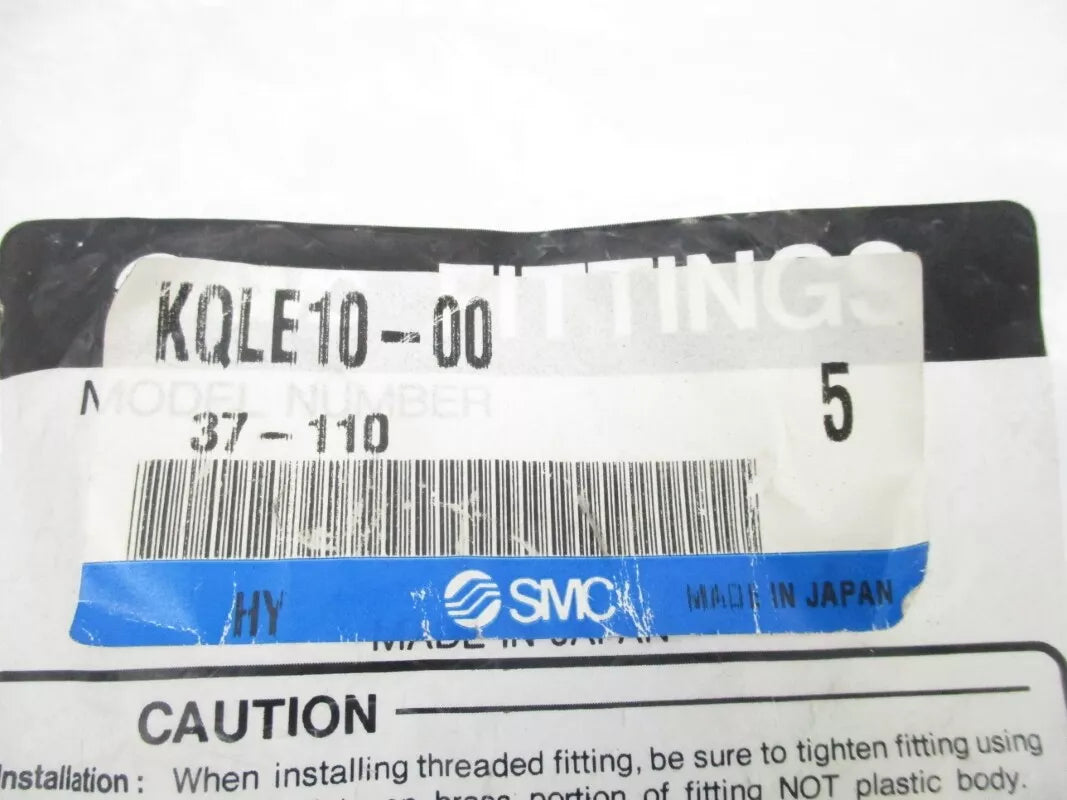 FITTINGS
KQLE10-00
MODEL NUMBER
37-110
5
HY
SMC
MADE IN JAPAN
MADE IN JAPAN
CAUTION
Installation: When installing threaded fitting, be sure to tighten fitting using
brass portion of fitting NOT plastic body.